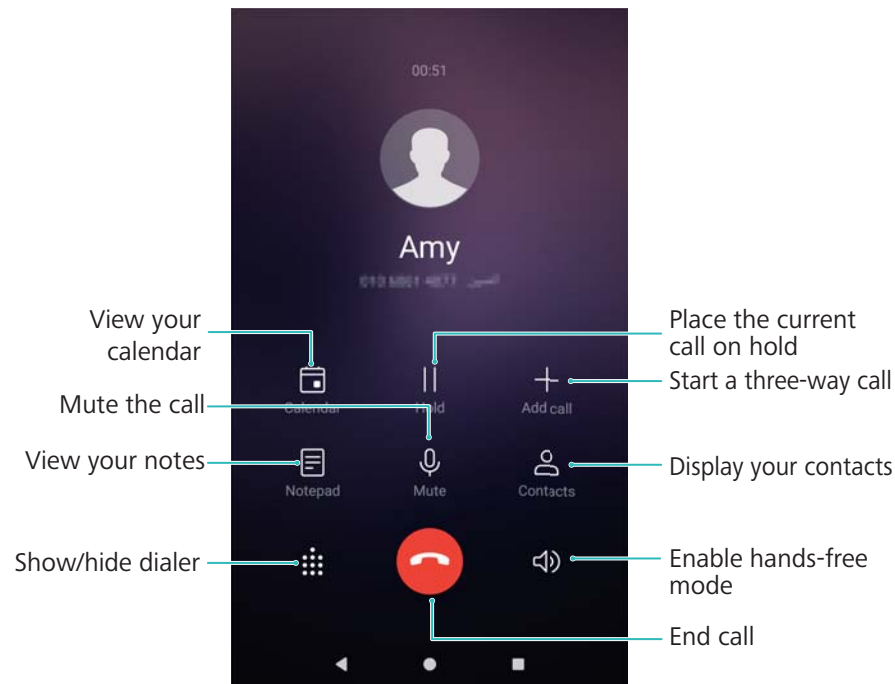 00:51
Amy
View your
calendar
Place the current
call on hold
Start a three-way call
Calendar
Hold
Add call
Mute the call
View your notes
Display your contacts
Notepad
Mute
Contacts
Show/hide dialer
Enable hands-free
mode
End call